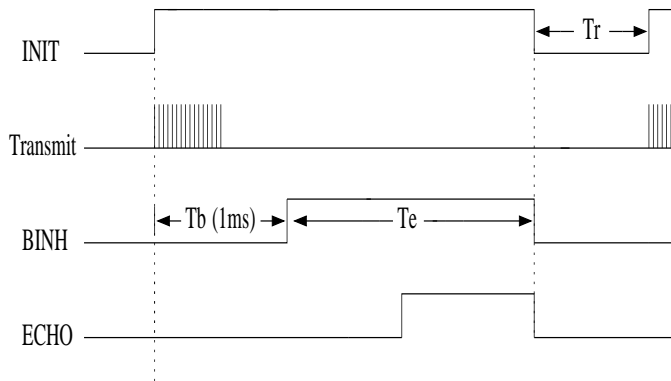 Tr
INIT
Transmit
Tb (1ms)
Te
BINH
ECHO